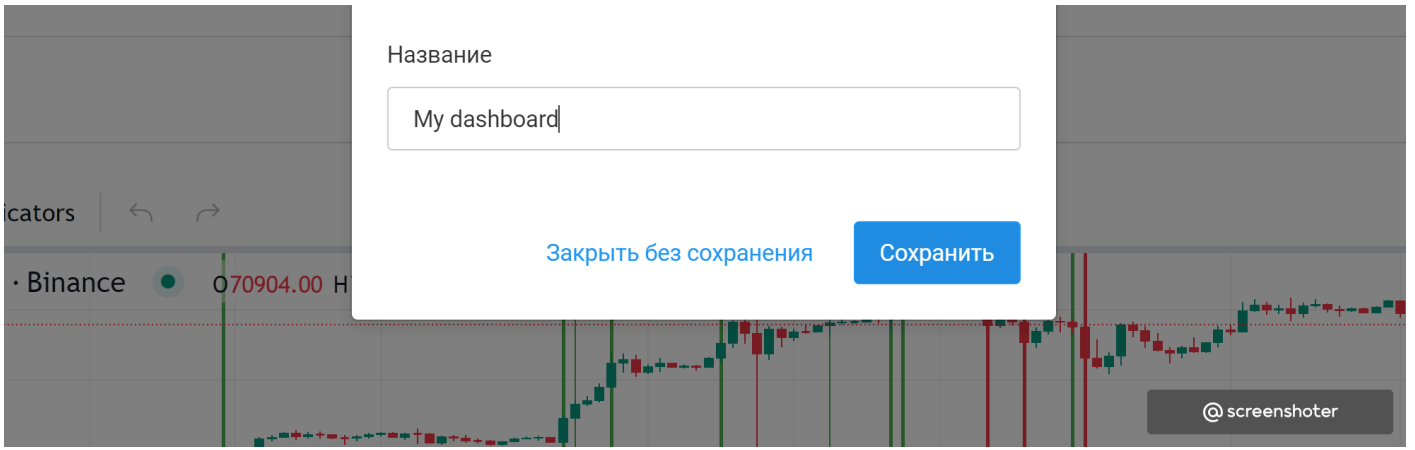 Название
My dashboard
icators
Закрыть без сохранения
Сохранить
· Binance
O70904.00 H
@screenshoter